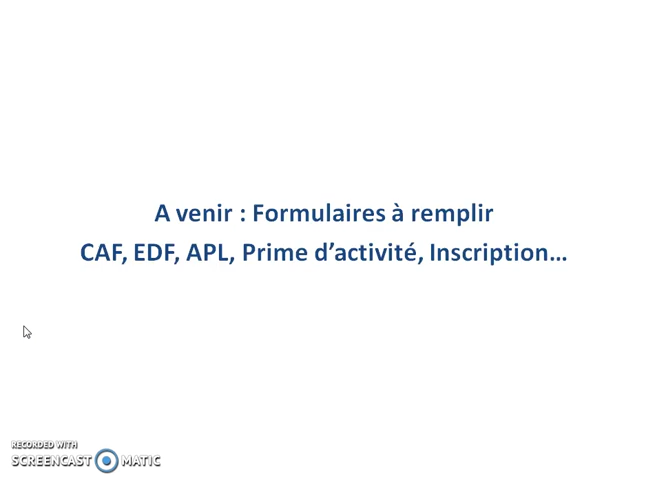 A venir : Formulaires à remplir
CAF, EDF, APL, Prime d’activité, Inscription...
RECORDED WITH
SCREENCAST MATIC